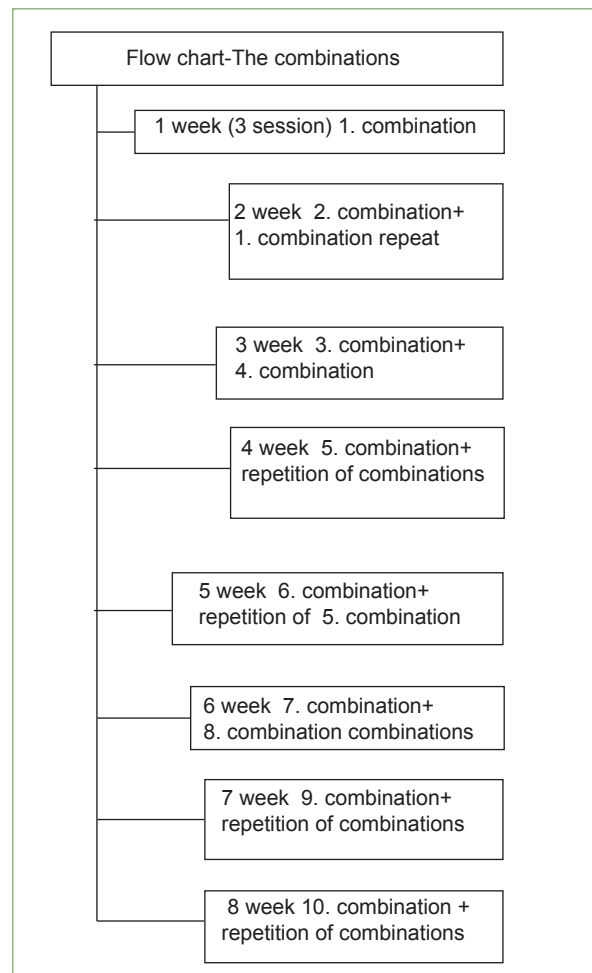 Flow chart-The combinations
1 week (3 session) 1. combination
2 week 2. combination+
1. combination repeat
3 week 3. combination+
4. combination
4 week 5. combination+
repetition of combinations
5 week 6. combination+
repetition of 5. combination
6 week 7. combination+
8. combination combinations
7 week 9. combination+
repetition of combinations
8 week 10. combination +
repetition of combinations